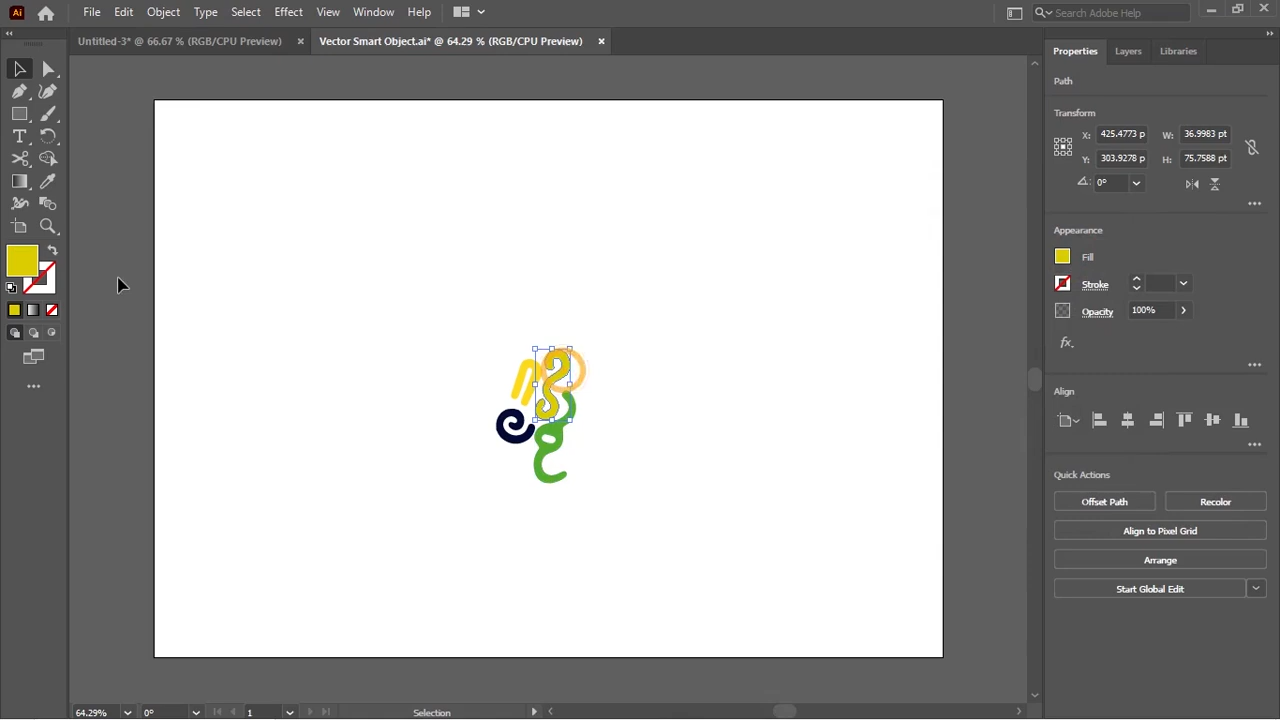 Ai File Edit Object Type Select Effect View Window Help Search Adobe Help
Untitled-3* @ 66.67 % (RGB/CPU Preview) × Vector Smart Object.ai* @ 64.29 % (RGB/CPU Preview) ×
Properties Layers Libraries
Path
Transform
X: 425.4773 p W: 36.9983 pt
Y: 303.9278 p H: 75.7588 pt
0°
Appearance
Fill
Stroke
Opacity 100%
fx.
Align
Quick Actions
Offset Path Recolor
Align to Pixel Grid
Arrange
Start Global Edit
64.29% 0° 1 Selection